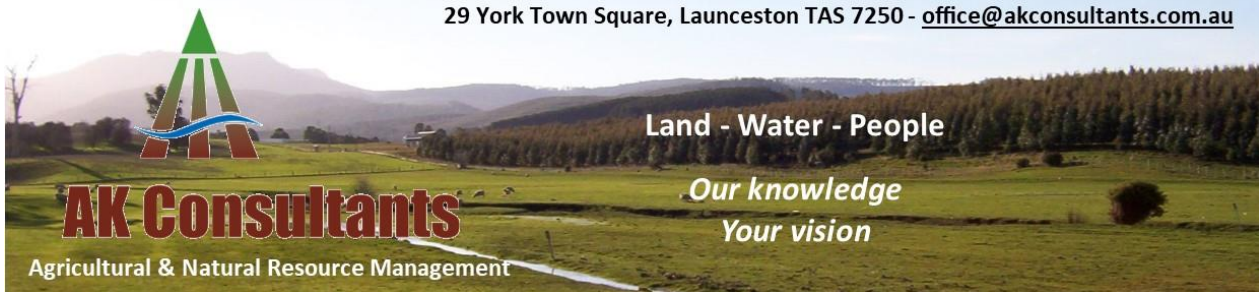 29 York Town Square, Launceston TAS 7250 - office@akconsultants.com.au
Land - Water - People
Our knowledge
Your vision
AK Consultants
Agricultural & Natural Resource Management